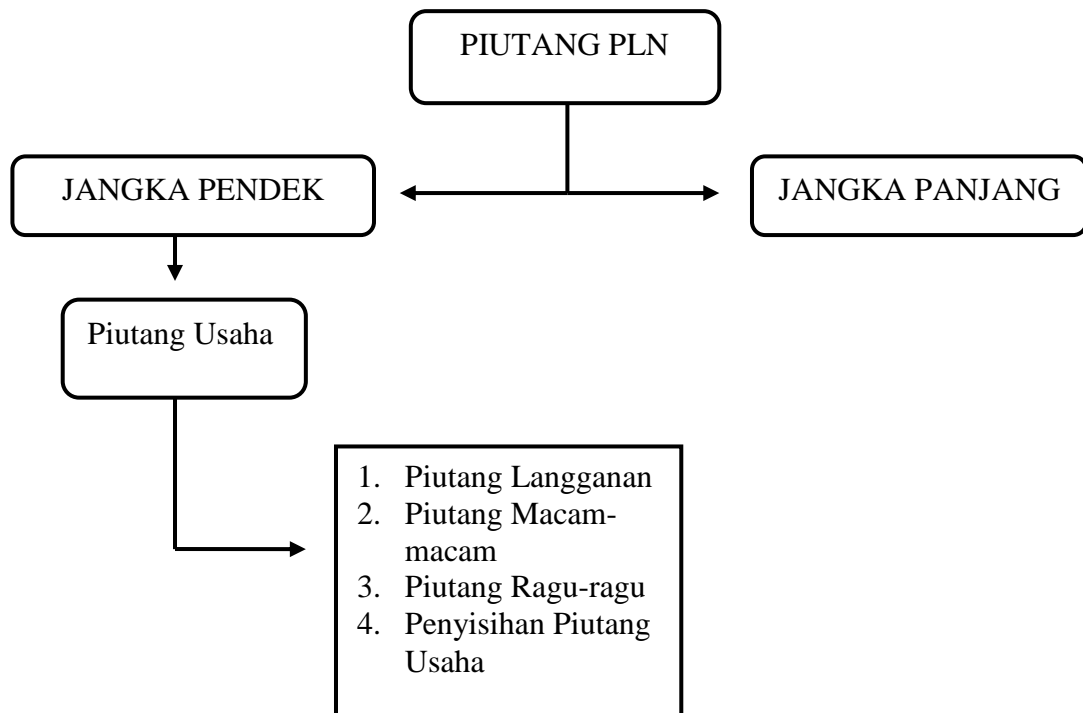 PIUTANG PLN
JANGKA PENDEK
JANGKA PANJANG
Piutang Usaha
1. Piutang Langganan
2. Piutang Macam-
macam
3. Piutang Ragu-ragu
4. Penyisihan Piutang
Usaha